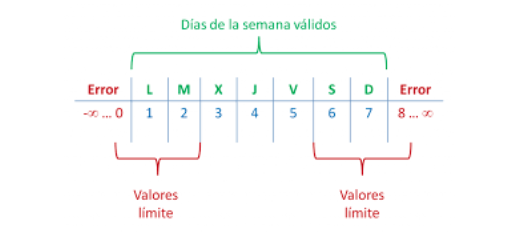 Días de la semana válidos
Error L M X J V S D Error
-∞ ... 0 1 2 3 4 5 6 7 8 ... ∞
Valores límite
Valores límite